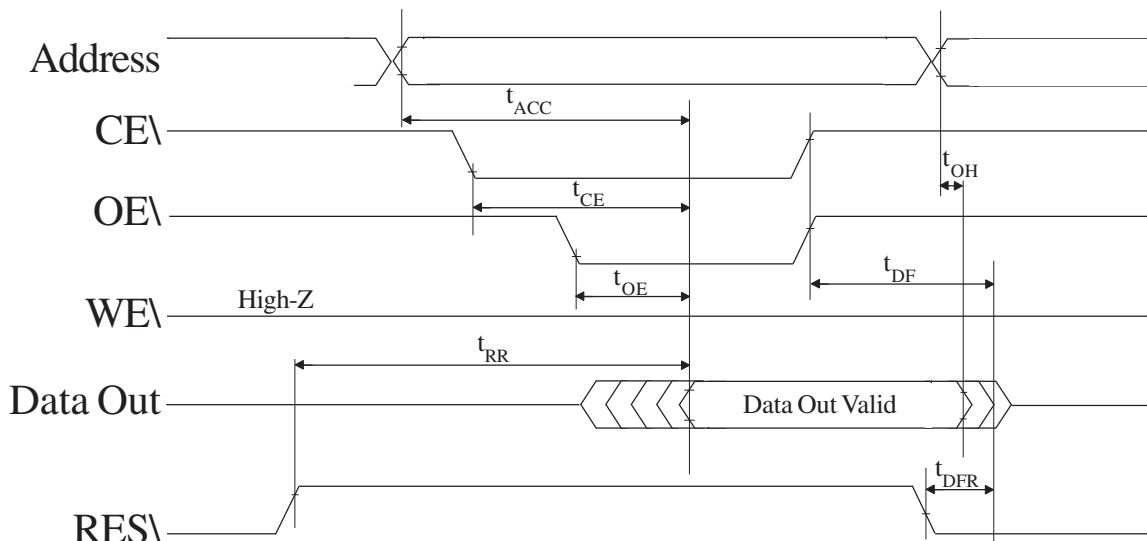 Address
t_ACC
CE\
t_OH
t_CE
OE\
t_OE
t_DF
High-Z
WE\
t_RR
Data Out
Data Out Valid
t_DFR
RES\